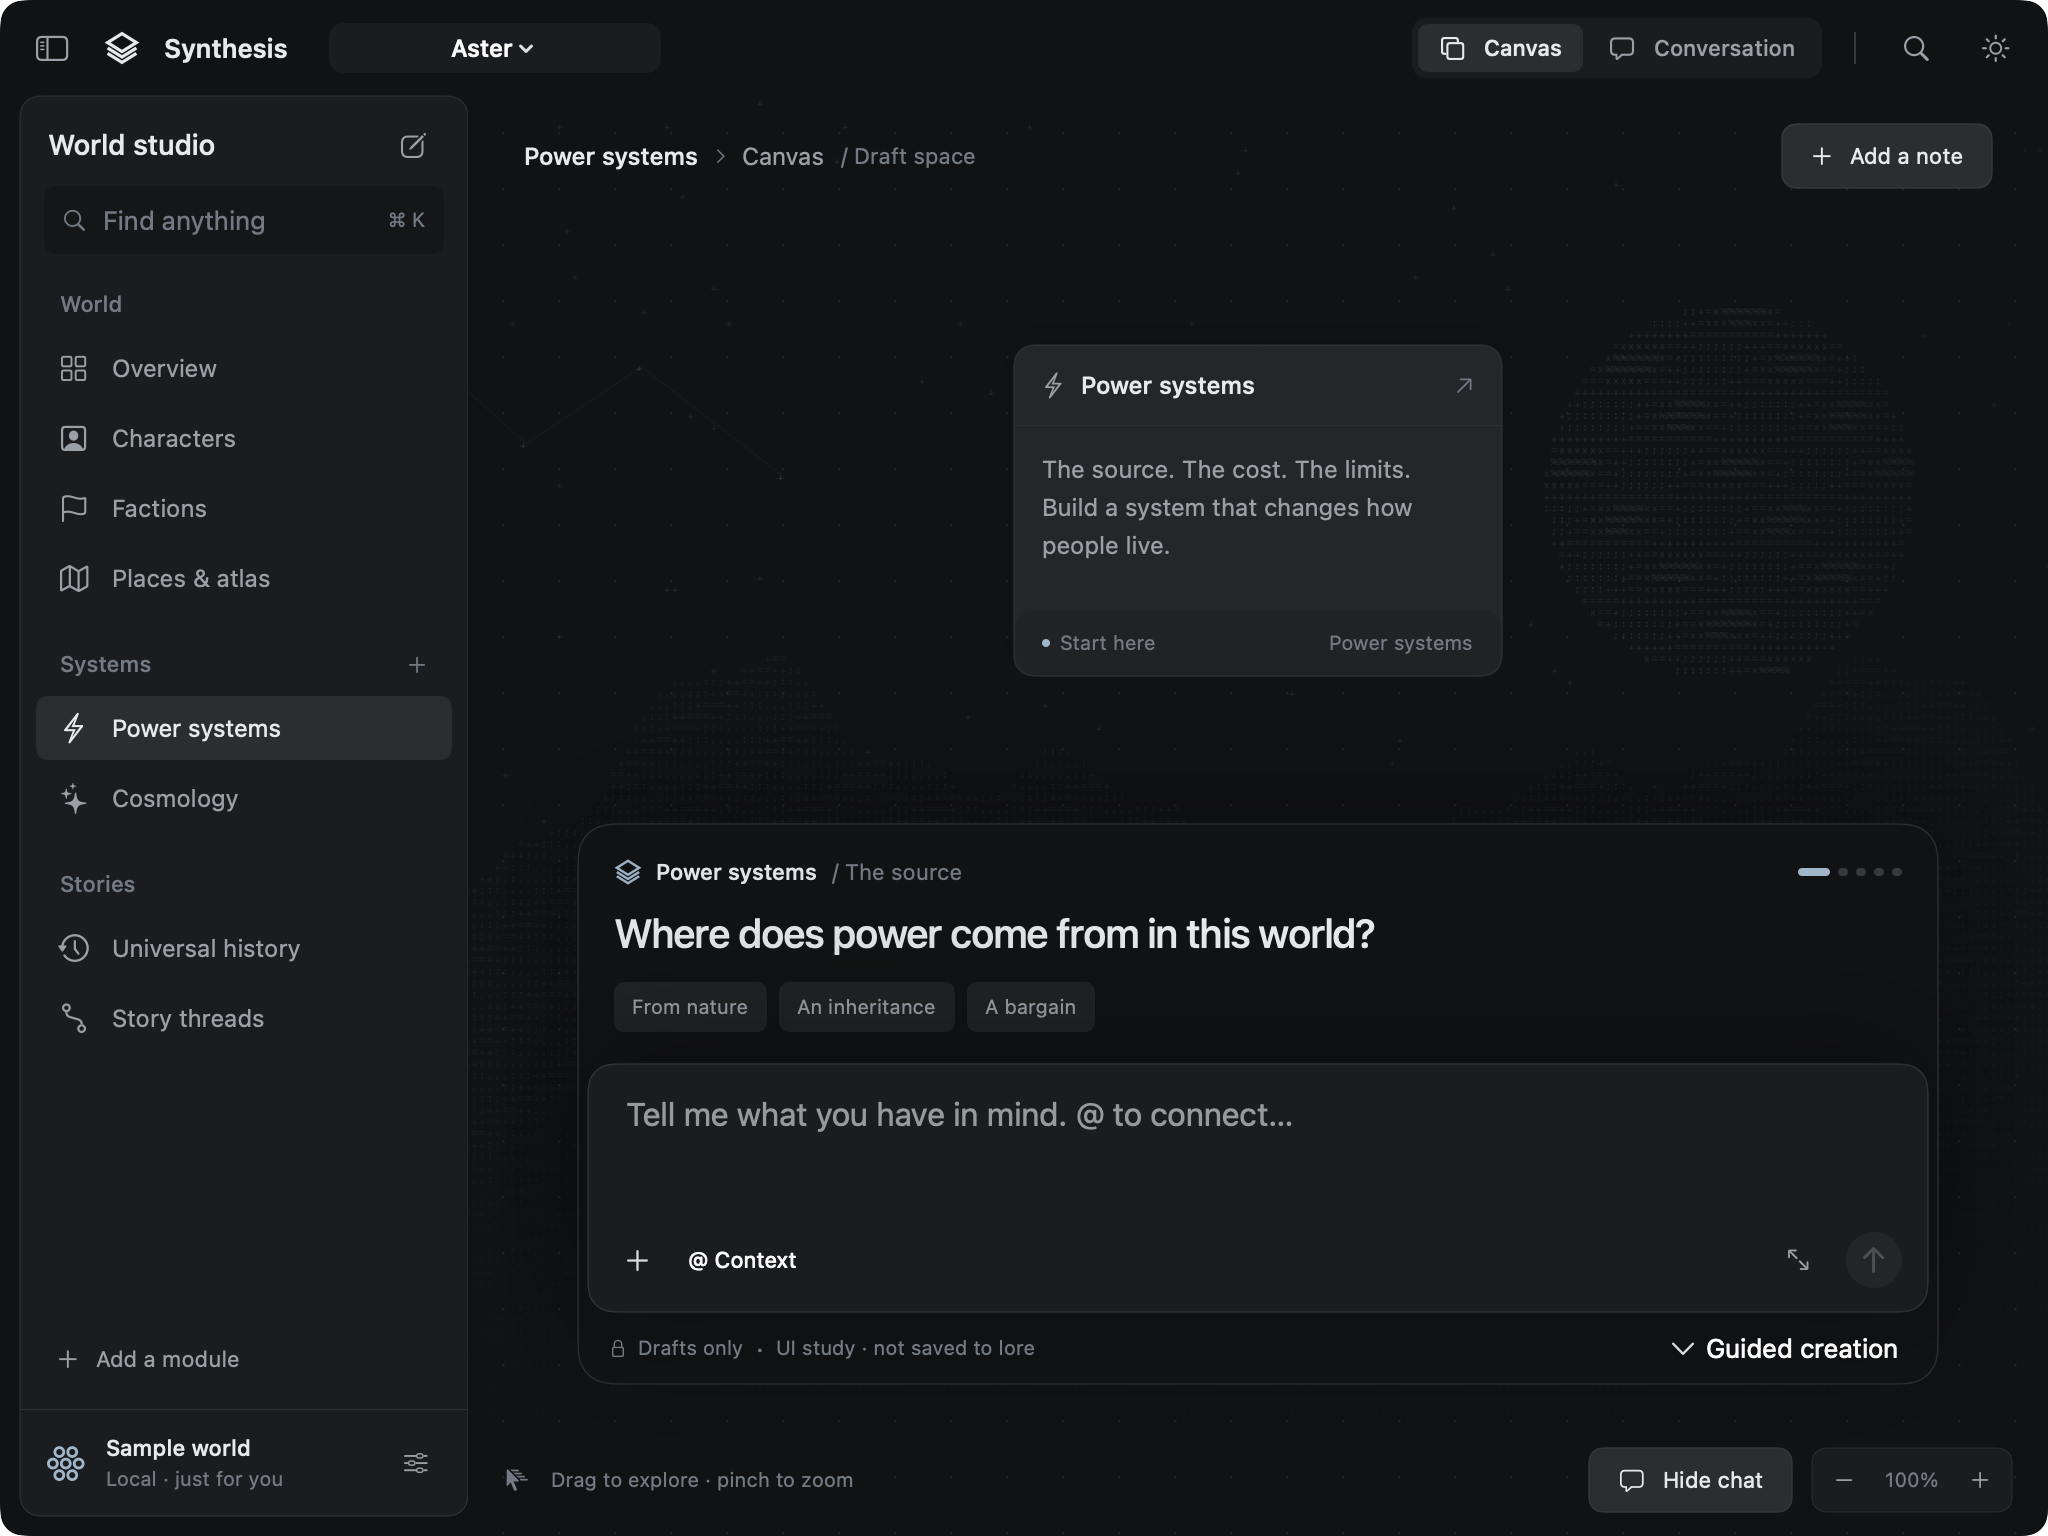 Synthesis
Aster
Canvas
Conversation
World studio
Find anything
⌘ K
World
Overview
Characters
Factions
Places & atlas
Systems
Power systems
Cosmology
Stories
Universal history
Story threads
+ Add a module
Sample world
Local · just for you
Power systems > Canvas / Draft space
+ Add a note
Power systems
The source. The cost. The limits.
Build a system that changes how
people live.
Start here
Power systems
Power systems / The source
Where does power come from in this world?
From nature
An inheritance
A bargain
Tell me what you have in mind. @ to connect...
@ Context
Drafts only · UI study · not saved to lore
Guided creation
Drag to explore · pinch to zoom
Hide chat
100%